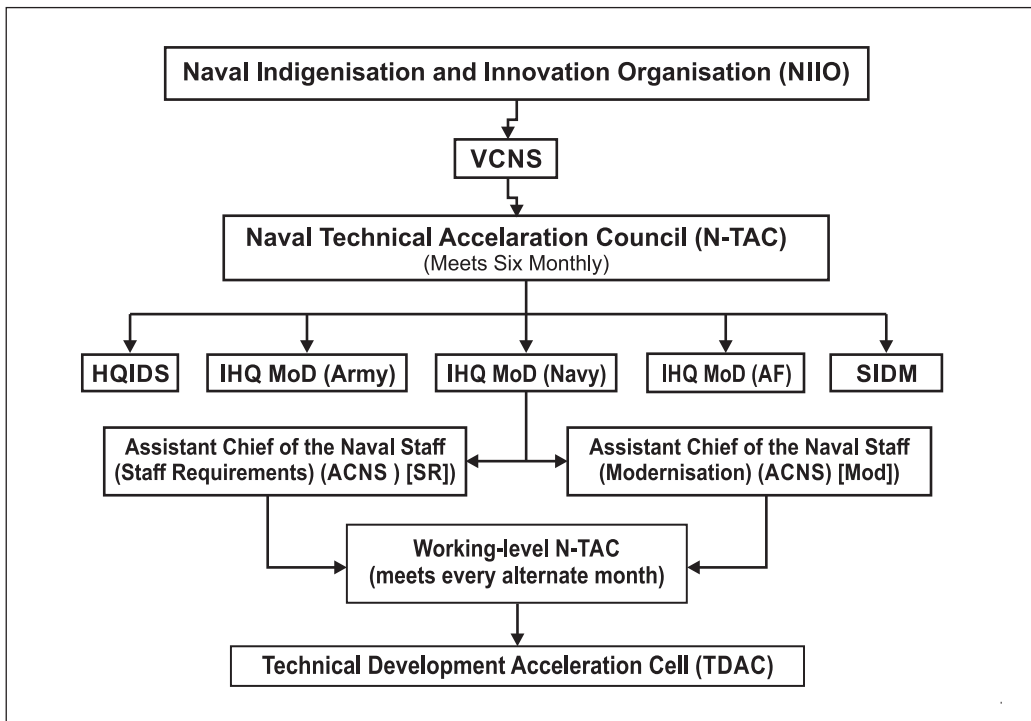 Naval Indigenisation and Innovation Organisation (NIIO)
VCNS
Naval Technical Accelaration Council (N-TAC)
(Meets Six Monthly)
HQIDS
IHQ MoD (Army)
IHQ MoD (Navy)
IHQ MoD (AF)
SIDM
Assistant Chief of the Naval Staff
(Staff Requirements) (ACNS ) [SR])
Assistant Chief of the Naval Staff
(Modernisation) (ACNS) [Mod])
Working-level N-TAC
(meets every alternate month)
Technical Development Acceleration Cell (TDAC)